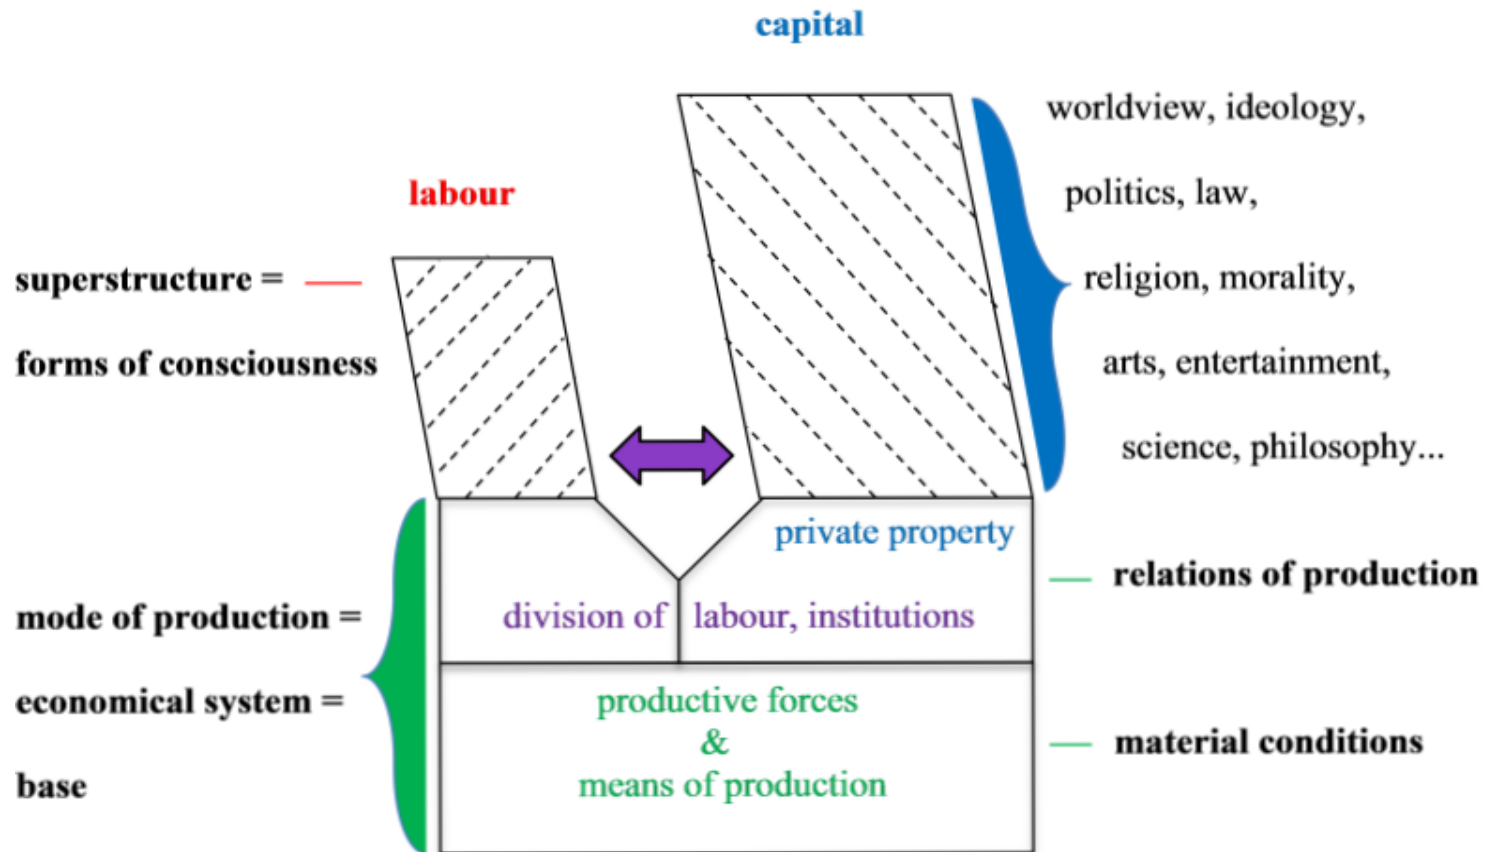 capital
worldview, ideology,
politics, law,
labour
superstructure =
religion, morality,
forms of consciousness
arts, entertainment,
science, philosophy...
private property
relations of production
mode of production =
division of labour, institutions
economical system =
productive forces
&
means of production
material conditions
base